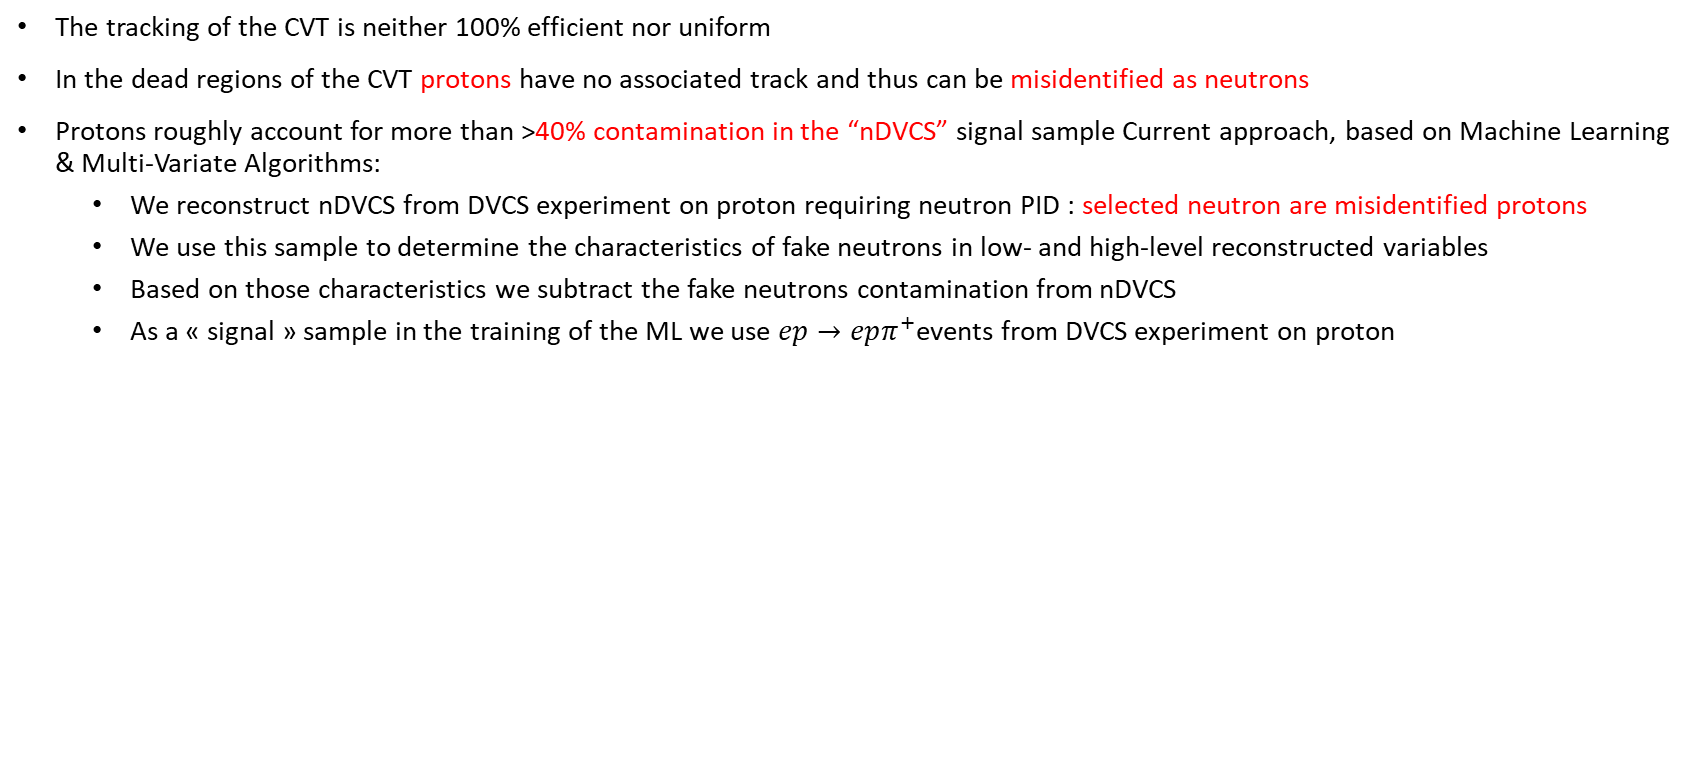 • The tracking of the CVT is neither 100% efficient nor uniform
• In the dead regions of the CVT protons have no associated track and thus can be misidentified as neutrons
• Protons roughly account for more than >40% contamination in the “nDVCS” signal sample Current approach, based on Machine Learning
& Multi-Variate Algorithms:
• We reconstruct nDVCS from DVCS experiment on proton requiring neutron PID : selected neutron are misidentified protons
• We use this sample to determine the characteristics of fake neutrons in low- and high-level reconstructed variables
• Based on those characteristics we subtract the fake neutrons contamination from nDVCS
• As a « signal » sample in the training of the ML we use 𝑒𝑝 → 𝑒𝑝𝜋⁺events from DVCS experiment on proton